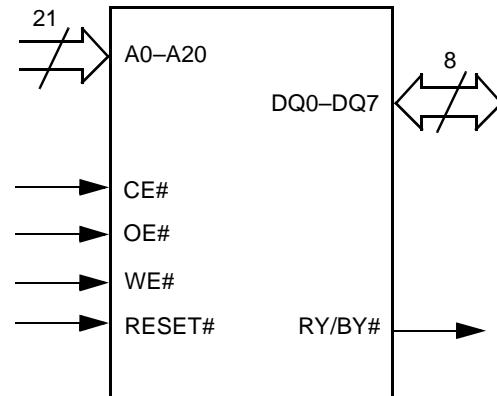 21
A0–A20
8
DQ0–DQ7
CE#
OE#
WE#
RESET#
RY/BY#